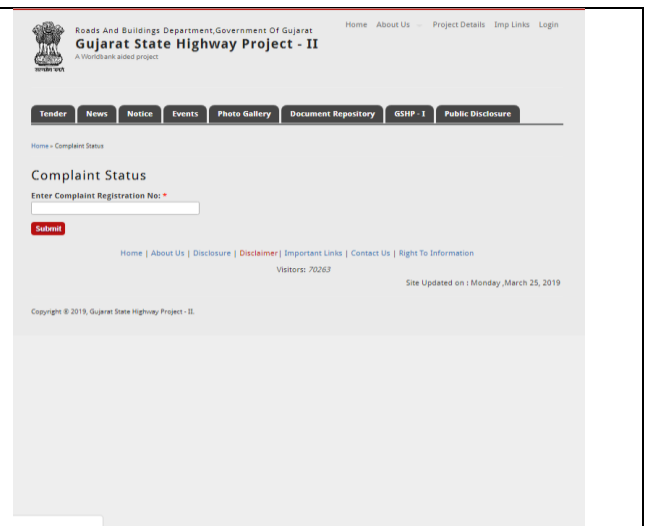 Roads And Buildings Department,Government Of Gujarat
Gujarat State Highway Project - II
A Worldbank aided project
सत्यमेव जयते
Home About Us Project Details Imp Links Login
Tender News Notice Events Photo Gallery Document Repository GSHP - I Public Disclosure
Home » Complaint Status
Complaint Status
Enter Complaint Registration No: *
Submit
Home | About Us | Disclosure | Disclaimer| Important Links | Contact Us | Right To Information
Visitors: 70263
Site Updated on : Monday ,March 25, 2019
Copyright © 2019, Gujarat State Highway Project - II.